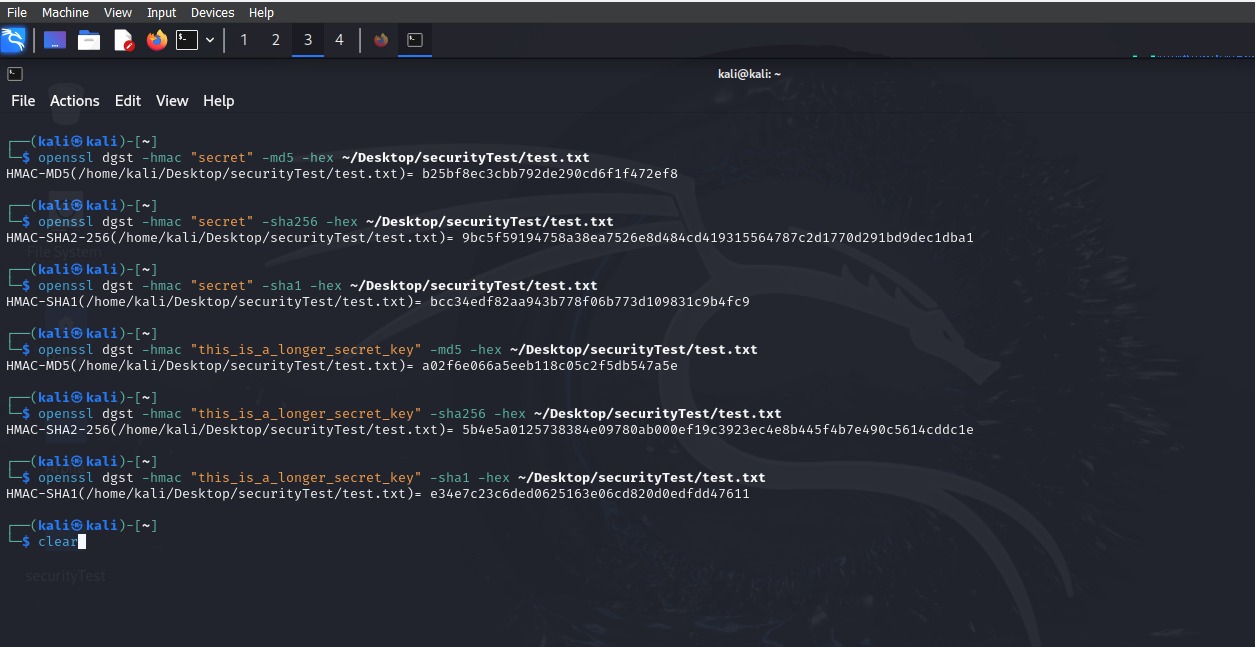 File Machine View Input Devices Help
1 2 3 4
kali@kali: ~
File Actions Edit View Help
┌──(kali㉿kali)-[~]
└─$ openssl dgst -hmac "secret" -md5 -hex ~/Desktop/securityTest/test.txt
HMAC-MD5(/home/kali/Desktop/securityTest/test.txt)= b25bf8ec3cbb792de290cd6f1f472ef8
┌──(kali㉿kali)-[~]
└─$ openssl dgst -hmac "secret" -sha256 -hex ~/Desktop/securityTest/test.txt
HMAC-SHA2-256(/home/kali/Desktop/securityTest/test.txt)= 9bc5f59194758a38ea7526e8d484cd419315564787c2d1770d291bd9dec1dba1
File System
┌──(kali㉿kali)-[~]
└─$ openssl dgst -hmac "secret" -sha1 -hex ~/Desktop/securityTest/test.txt
HMAC-SHA1(/home/kali/Desktop/securityTest/test.txt)= bcc34edf82aa943b778f06b773d109831c9b4fc9
┌──(kali㉿kali)-[~]
└─$ openssl dgst -hmac "this_is_a_longer_secret_key" -md5 -hex ~/Desktop/securityTest/test.txt
HMAC-MD5(/home/kali/Desktop/securityTest/test.txt)= a02f6e066a5eeb118c05c2f5db547a5e
┌──(kali㉿kali)-[~]
└─$ openssl dgst -hmac "this_is_a_longer_secret_key" -sha256 -hex ~/Desktop/securityTest/test.txt
HMAC-SHA2-256(/home/kali/Desktop/securityTest/test.txt)= 5b4e5a0125738384e09780ab000ef19c3923ec4e8b445f4b7e490c5614cddc1e
┌──(kali㉿kali)-[~]
└─$ openssl dgst -hmac "this_is_a_longer_secret_key" -sha1 -hex ~/Desktop/securityTest/test.txt
HMAC-SHA1(/home/kali/Desktop/securityTest/test.txt)= e34e7c23c6ded0625163e06cd820d0edfdd47611
┌──(kali㉿kali)-[~]
└─$ clear
securityTest